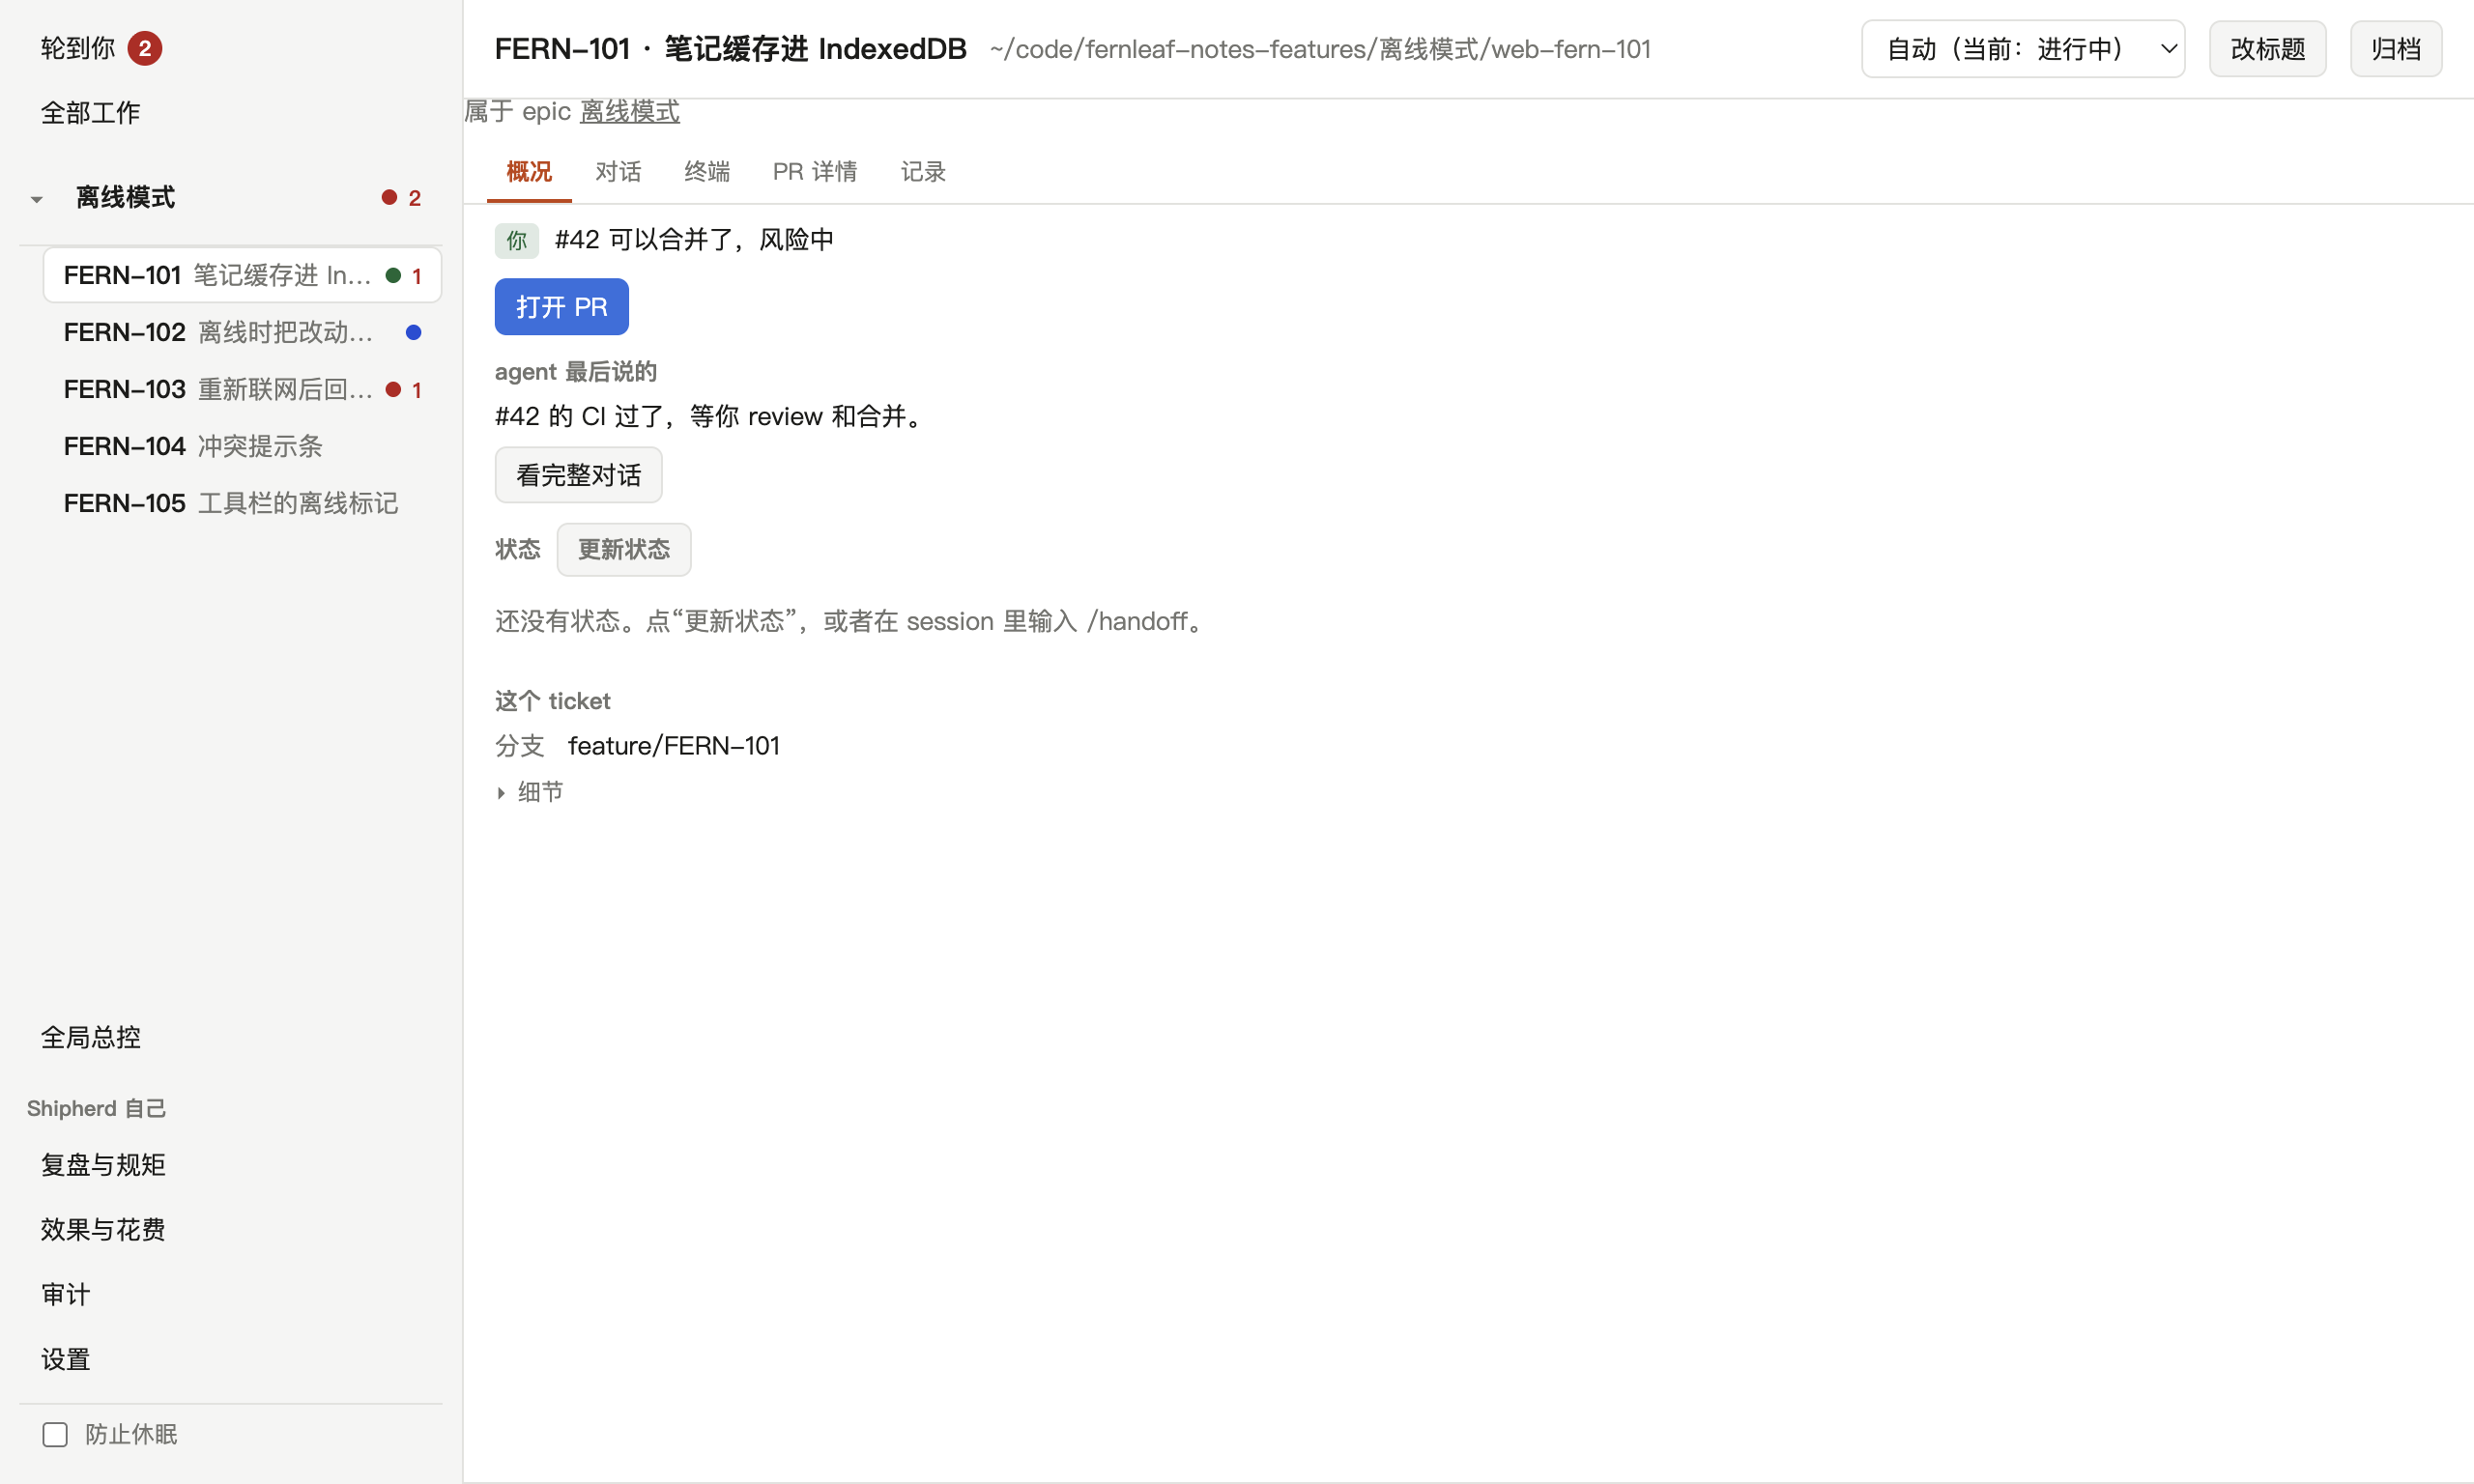 轮到你 2
全部工作
离线模式 2
FERN-101 笔记缓存进 In... 1
FERN-102 离线时把改动...
FERN-103 重新联网后回... 1
FERN-104 冲突提示条
FERN-105 工具栏的离线标记
全局总控
Shipherd 自己
复盘与规矩
效果与花费
审计
设置
防止休眠
FERN-101 · 笔记缓存进 IndexedDB ~/code/fernleaf-notes-features/离线模式/web-fern-101
自动（当前：进行中） 改标题 归档
属于 epic 离线模式
概况 对话 终端 PR 详情 记录
你 #42 可以合并了，风险中
打开 PR
agent 最后说的
#42 的 CI 过了，等你 review 和合并。
看完整对话
状态 更新状态
还没有状态。点“更新状态”，或者在 session 里输入 /handoff。
这个 ticket
分支 feature/FERN-101
细节